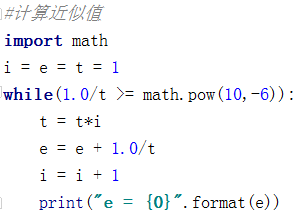 #计算近似值
import math
i = e = t = 1
while(1.0/t >= math.pow(10,-6)):
    t = t*i
    e = e + 1.0/t
    i = i + 1
    print("e = {0}".format(e))